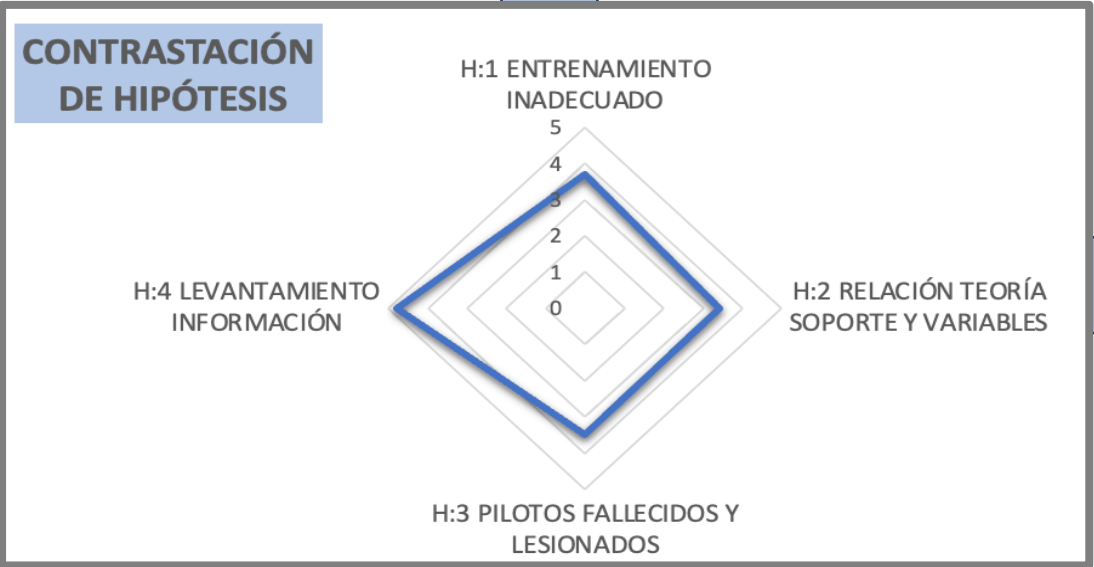 CONTRASTACIÓN
DE HIPÓTESIS
H:1 ENTRENAMIENTO
INADECUADO
5
4
3
2
1
0
H:4 LEVANTAMIENTO
INFORMACIÓN
H:2 RELACIÓN TEORÍA
SOPORTE Y VARIABLES
H:3 PILOTOS FALLECIDOS Y
LESIONADOS